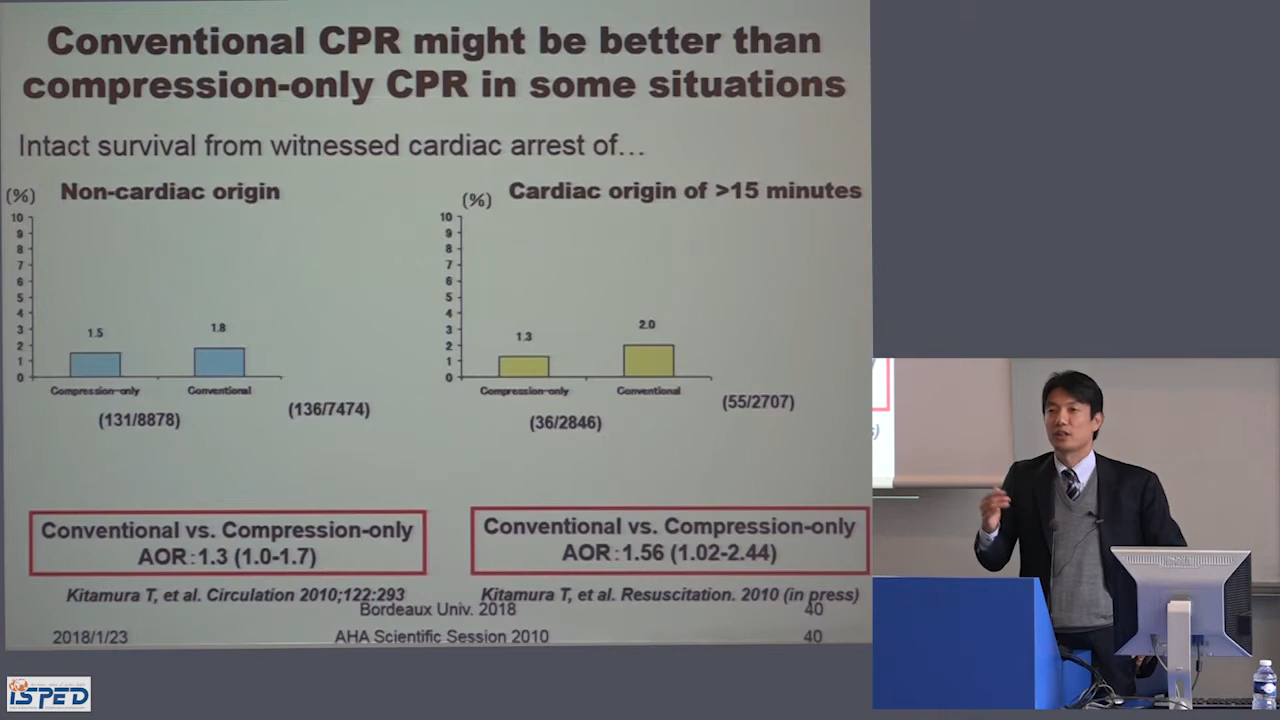 Conventional CPR might be better than
compression-only CPR in some situations
Intact survival from witnessed cardiac arrest of…
(%)
Non-cardiac origin
10
9
8
7
6
5
4
3
2
1
0
1.5
1.8
Compression-only
Conventional
(131/8878)
(136/7474)
(%)
Cardiac origin of >15 minutes
10
9
8
7
6
5
4
3
2
1
0
1.3
2.0
Compression-only
Conventional
(36/2846)
(55/2707)
Conventional vs. Compression-only
AOR:1.3 (1.0-1.7)
Conventional vs. Compression-only
AOR:1.56 (1.02-2.44)
Kitamura T, et al. Circulation 2010;122:293
Kitamura T, et al. Resuscitation. 2010 (in press)
Bordeaux Univ. 2018
40
2018/1/23
AHA Scientific Session 2010
40
ISPED